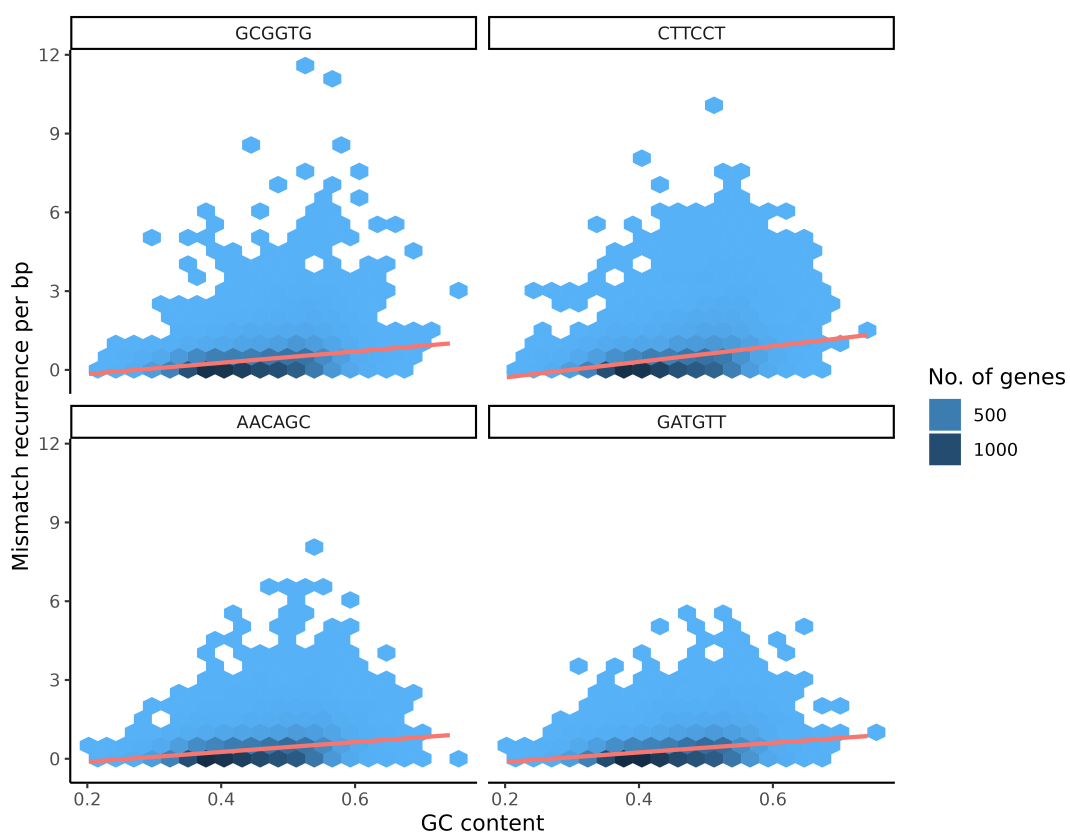 GCGGTG CTTCCT
12
9
6
3
0
AACAGC GATGTT
12
9
6
3
0
0.2 0.4 0.6 0.2 0.4 0.6
GC content
Mismatch recurrence per bp
No. of genes
500
1000